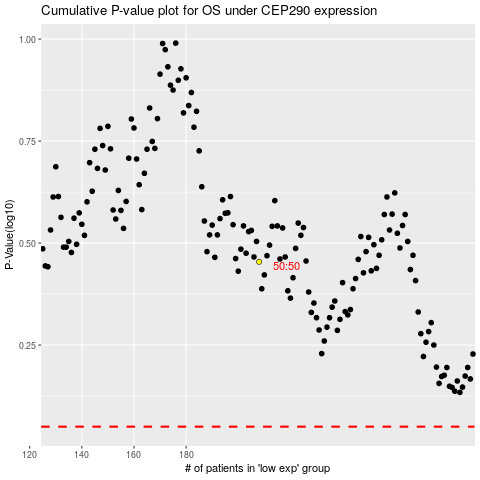 Cumulative P-value plot for OS under CEP290 expression
P-Value(log10)
1.00
0.75
0.50
0.25
50:50
120 140 160 180
# of patients in 'low exp' group